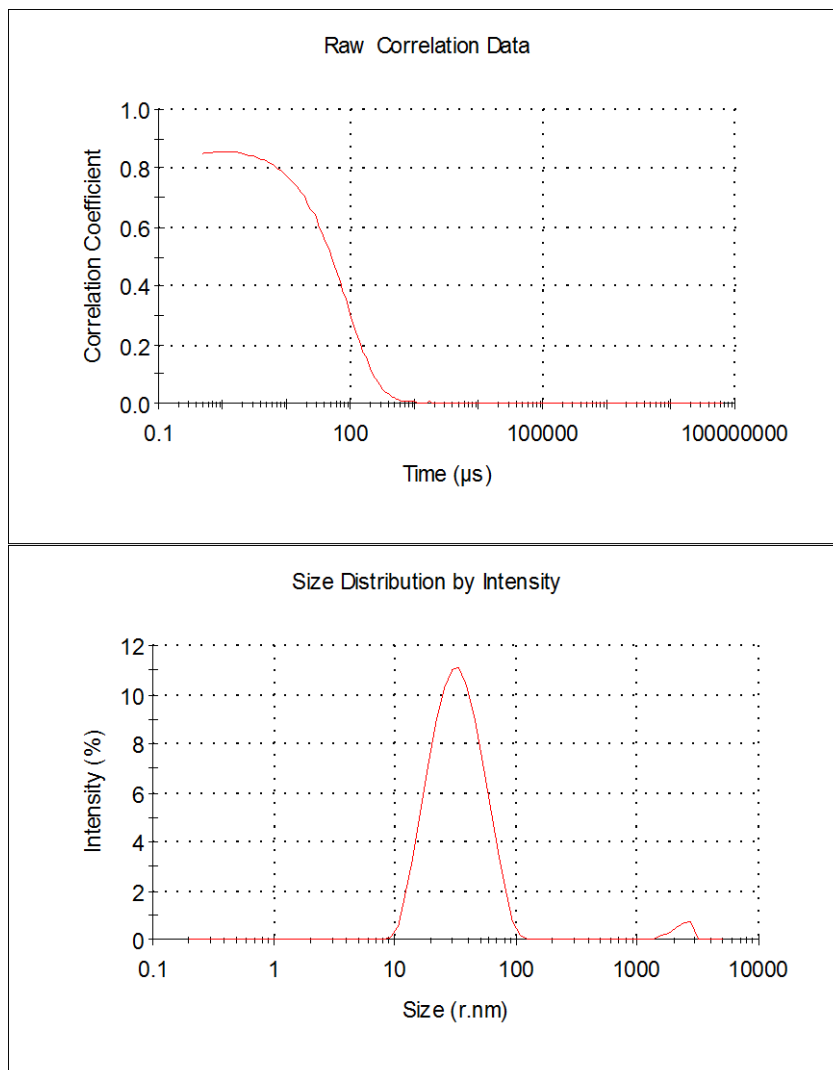 Raw Correlation Data
1.0
0.8
0.6
0.4
0.2
0.0
Correlation Coefficient
0.1 100 100000 100000000
Time (µs)
Size Distribution by Intensity
12
10
8
6
4
2
0
Intensity (%)
0.1 1 10 100 1000 10000
Size (r.nm)